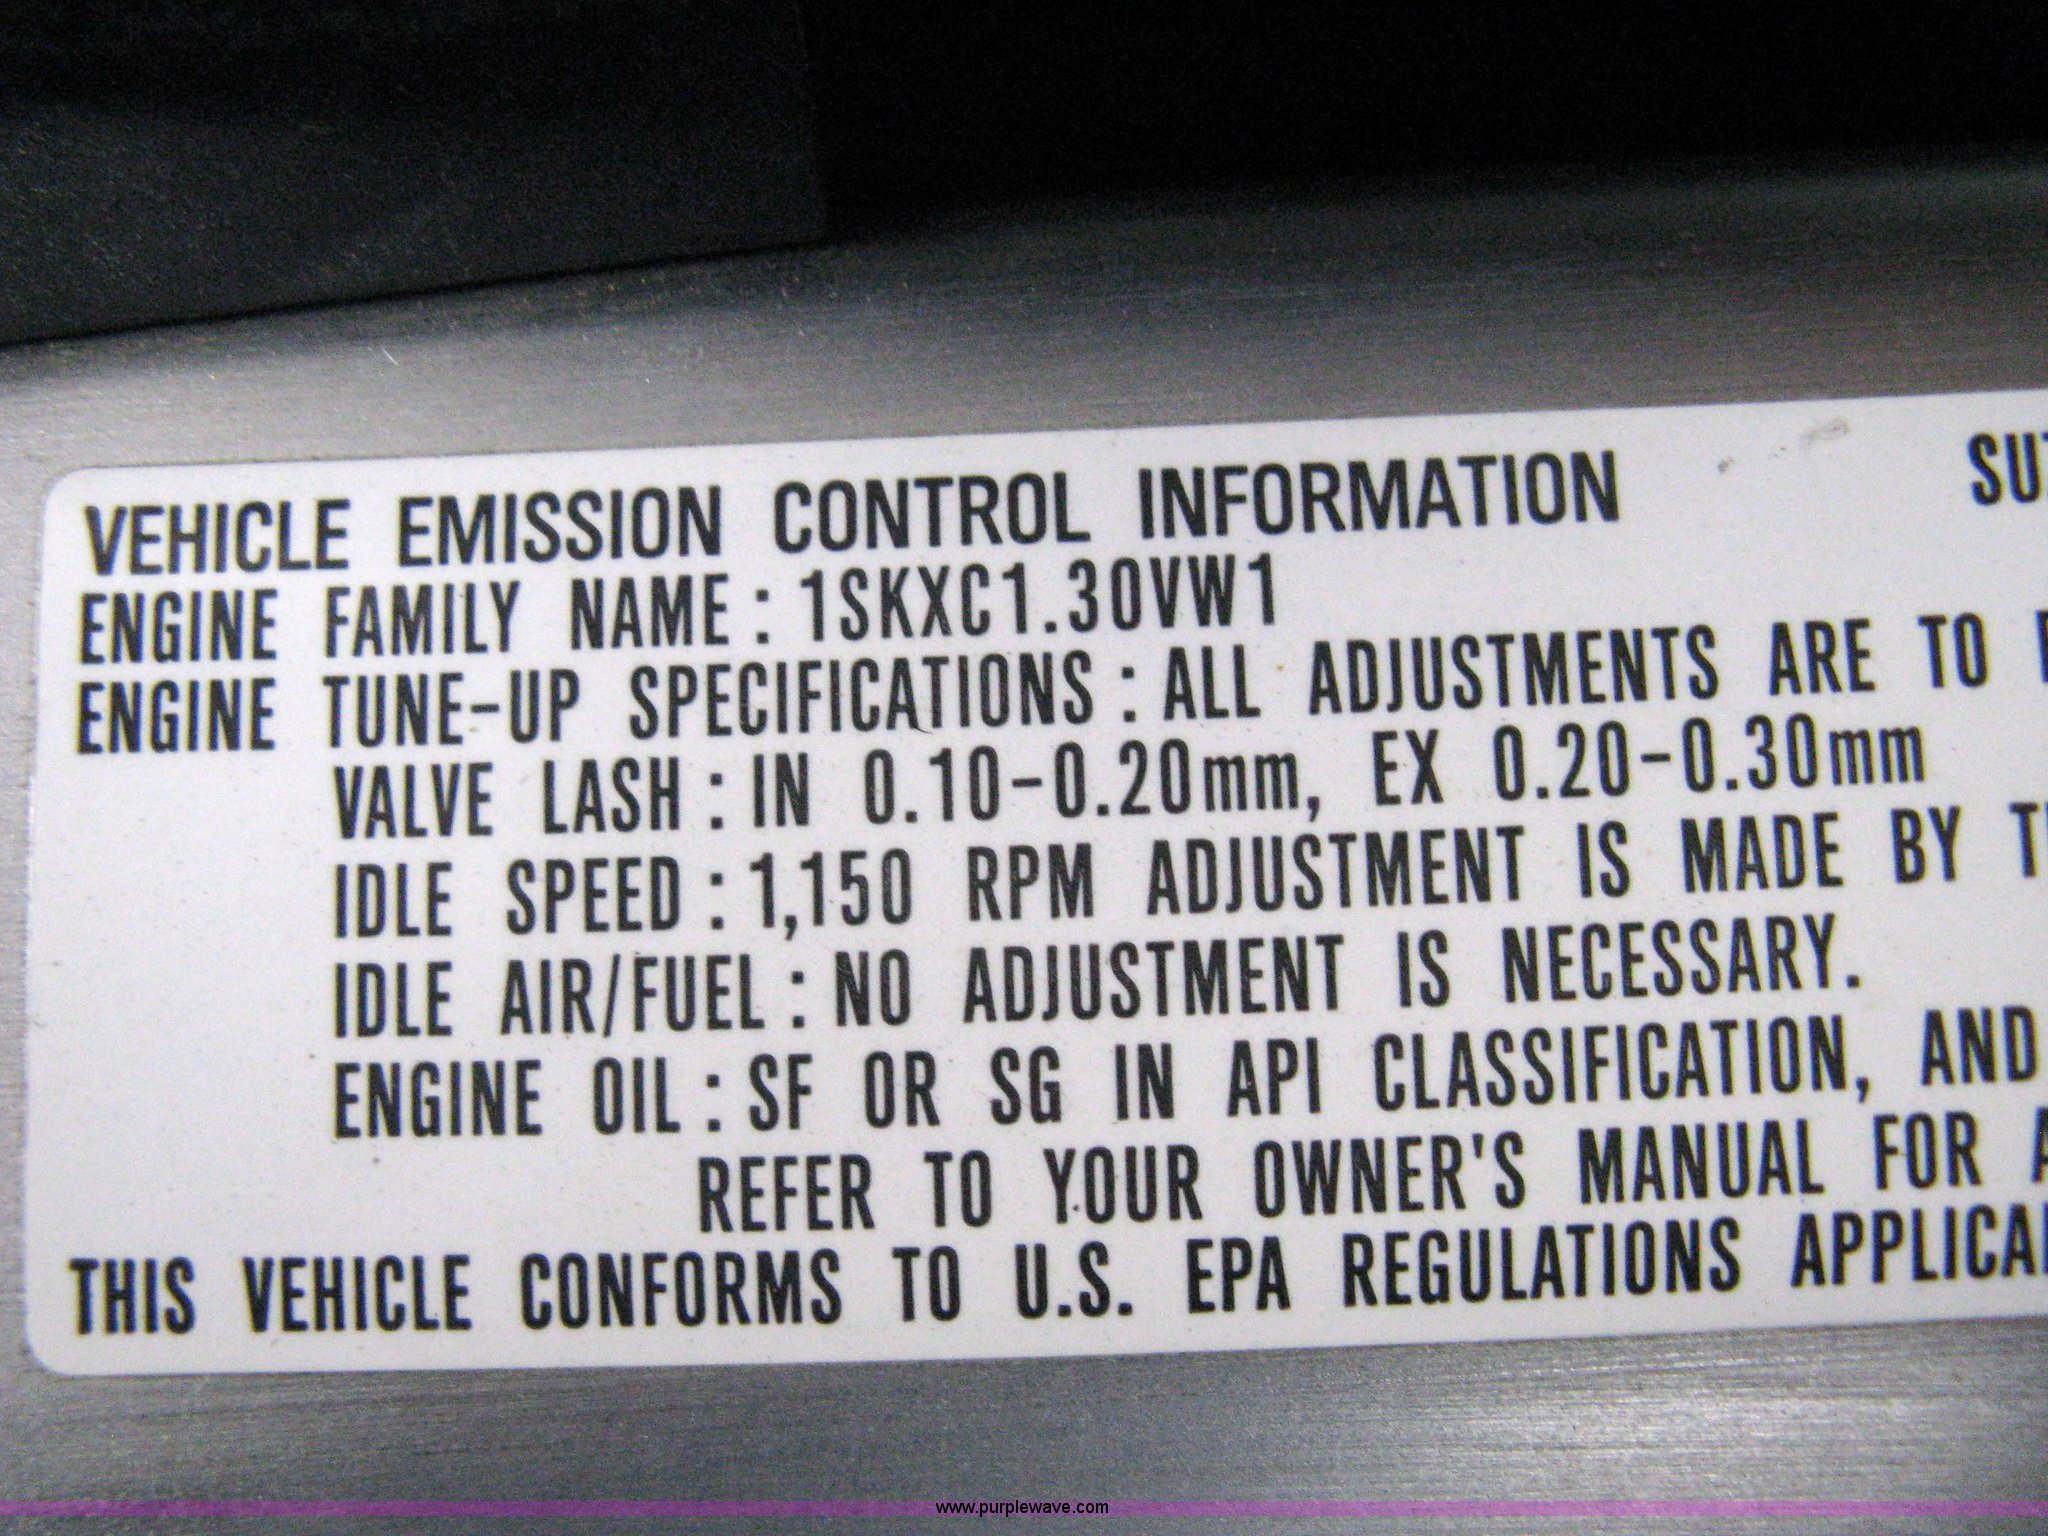 VEHICLE EMISSION CONTROL INFORMATION
ENGINE FAMILY NAME : 1SKXC1.30VW1
ENGINE TUNE-UP SPECIFICATIONS : ALL ADJUSTMENTS ARE TO
VALVE LASH : IN 0.10-0.20mm, EX 0.20-0.30mm
IDLE SPEED : 1,150 RPM ADJUSTMENT IS MADE BY
IDLE AIR/FUEL : NO ADJUSTMENT IS NECESSARY.
ENGINE OIL : SF OR SG IN API CLASSIFICATION, AND
REFER TO YOUR OWNER'S MANUAL FOR
THIS VEHICLE CONFORMS TO U.S. EPA REGULATIONS
www.purplewave.com